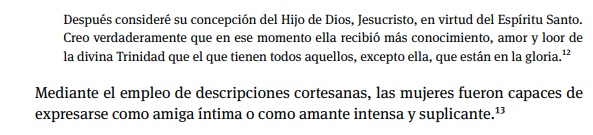 Después consideré su concepción del Hijo de Dios, Jesucristo, en virtud del Espíritu Santo.
Creo verdaderamente que en ese momento ella recibió más conocimiento, amor y loor de
la divina Trinidad que el que tienen todos aquellos, excepto ella, que están en la gloria.¹²
Mediante el empleo de descripciones cortesanas, las mujeres fueron capaces de
expresarse como amiga íntima o como amante intensa y suplicante.¹³